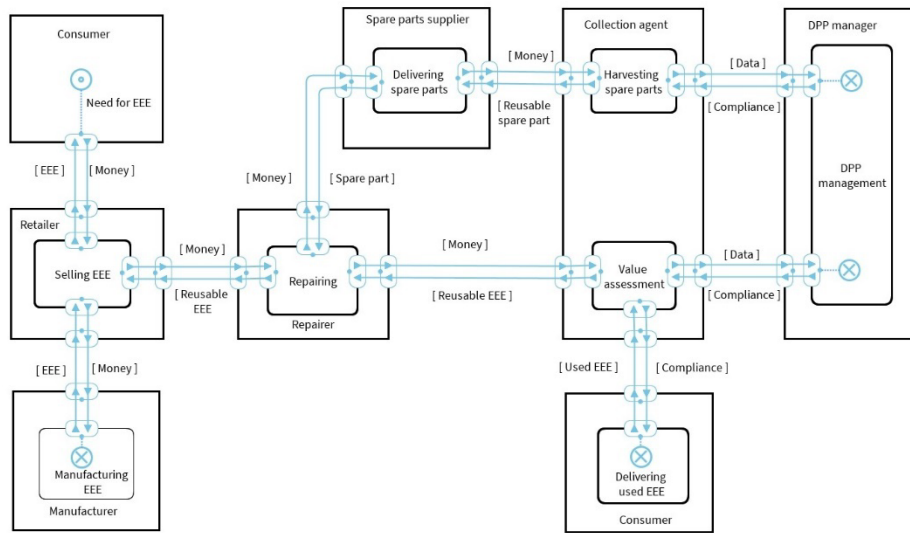 Consumer
Need for EEE
[ EEE ]
[ Money ]
Retailer
Selling EEE
[ EEE ]
[ Money ]
Manufacturing
EEE
Manufacturer
[ Money ]
[ Reusable
EEE ]
Repairing
Repairer
[ Money ]
[ Spare part ]
Spare parts supplier
Delivering
spare parts
[ Money ]
[ Reusable
spare part ]
Collection agent
Harvesting
spare parts
[ Data ]
[ Compliance ]
DPP manager
DPP
management
[ Money ]
[ Reusable EEE ]
Value
assessment
[ Data ]
[ Compliance ]
[ Used EEE ]
[ Compliance ]
Delivering
used EEE
Consumer